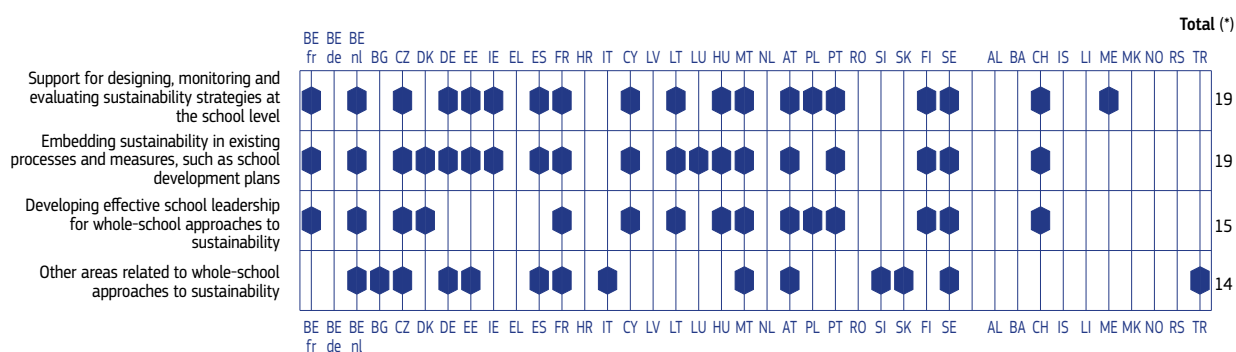 Total (*)
BE BE BE
fr de nl BG CZ DK DE EE IE EL ES FR HR IT CY LV LT LU HU MT NL AT PL PT RO SI SK FI SE AL BA CH IS LI ME MK NO RS TR
Support for designing, monitoring and
evaluating sustainability strategies at
the school level
19
Embedding sustainability in existing
processes and measures, such as school
development plans
19
Developing effective school leadership
for whole-school approaches to
sustainability
15
Other areas related to whole-school
approaches to sustainability
14
BE BE BE BG CZ DK DE EE IE EL ES FR HR IT CY LV LT LU HU MT NL AT PL PT RO SI SK FI SE AL BA CH IS LI ME MK NO RS TR
fr de nl